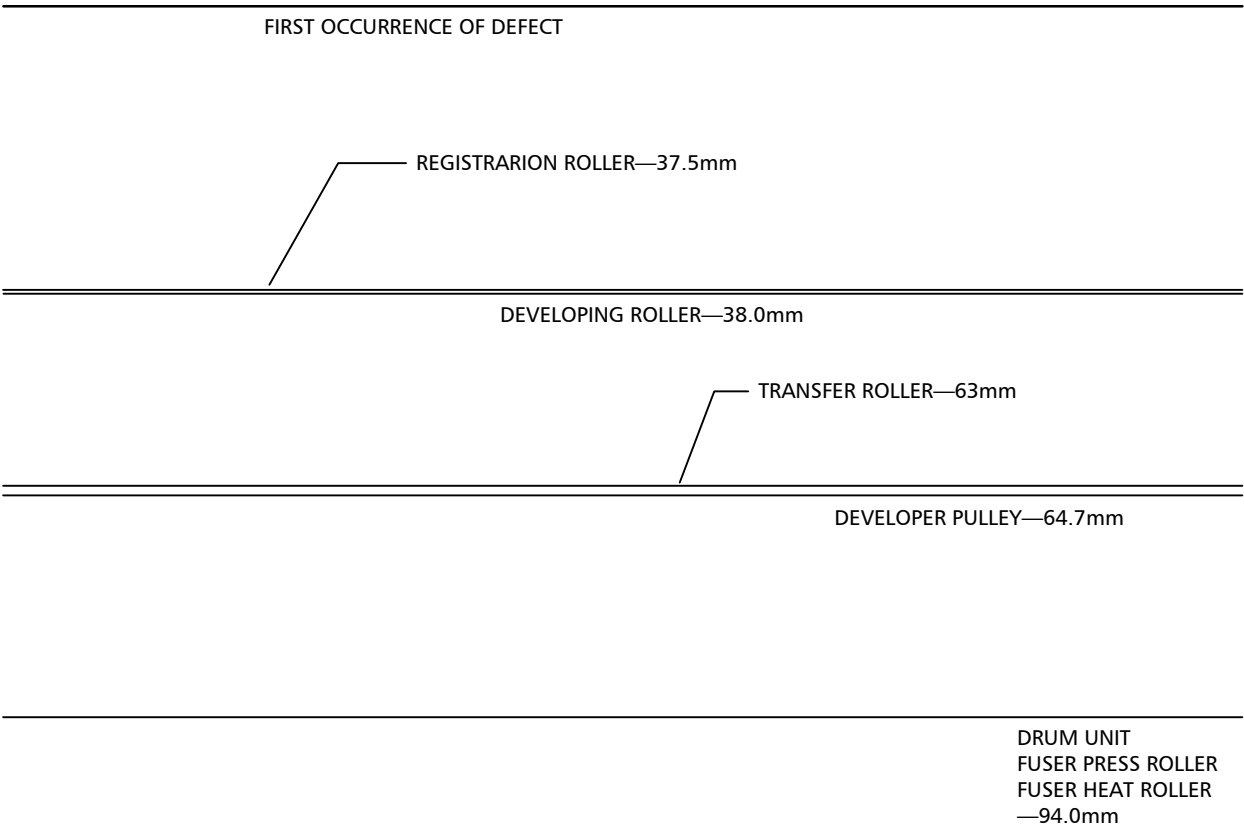 FIRST OCCURRENCE OF DEFECT
REGISTRARION ROLLER—37.5mm
DEVELOPING ROLLER—38.0mm
TRANSFER ROLLER—63mm
DEVELOPER PULLEY—64.7mm
DRUM UNIT
FUSER PRESS ROLLER
FUSER HEAT ROLLER
—94.0mm